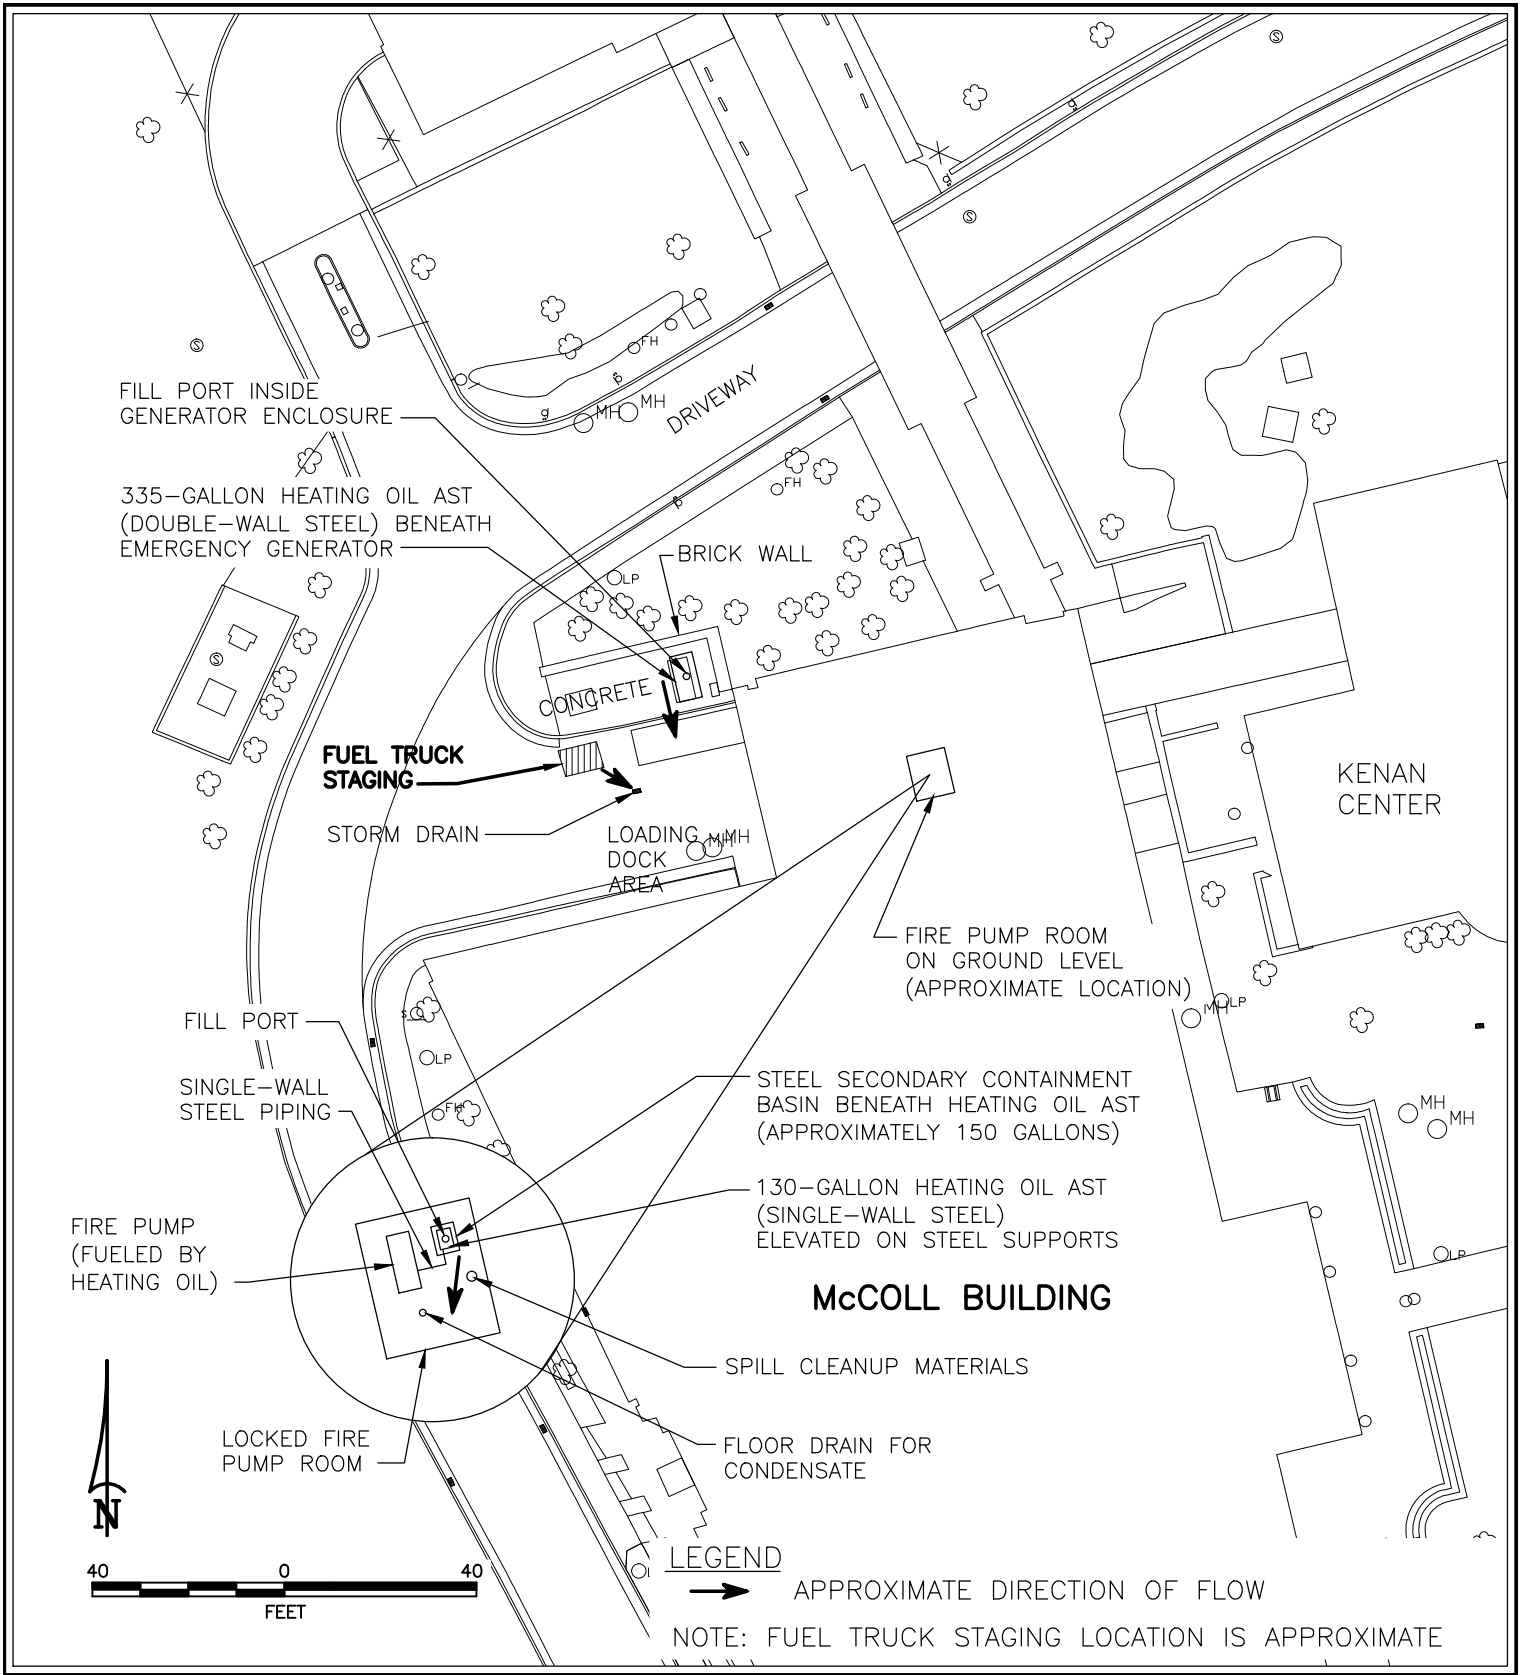 FH
MH
MH
DRIVEWAY
FILL PORT INSIDE
GENERATOR ENCLOSURE
FH
335-GALLON HEATING OIL AST
(DOUBLE-WALL STEEL) BENEATH
EMERGENCY GENERATOR
BRICK WALL
LP
CONCRETE
FUEL TRUCK
STAGING
STORM DRAIN
LOADING
DOCK
AREA
MH
MH
KENAN
CENTER
FIRE PUMP ROOM
ON GROUND LEVEL
(APPROXIMATE LOCATION)
MH
LP
FILL PORT
S
LP
SINGLE-WALL
STEEL PIPING
FH
STEEL SECONDARY CONTAINMENT
BASIN BENEATH HEATING OIL AST
(APPROXIMATELY 150 GALLONS)
MH
MH
130-GALLON HEATING OIL AST
(SINGLE-WALL STEEL)
ELEVATED ON STEEL SUPPORTS
FIRE PUMP
(FUELED BY
HEATING OIL)
LP
McCOLL BUILDING
SPILL CLEANUP MATERIALS
LOCKED FIRE
PUMP ROOM
FLOOR DRAIN FOR
CONDENSATE
N
40 0 40
FEET
LEGEND
APPROXIMATE DIRECTION OF FLOW
NOTE: FUEL TRUCK STAGING LOCATION IS APPROXIMATE